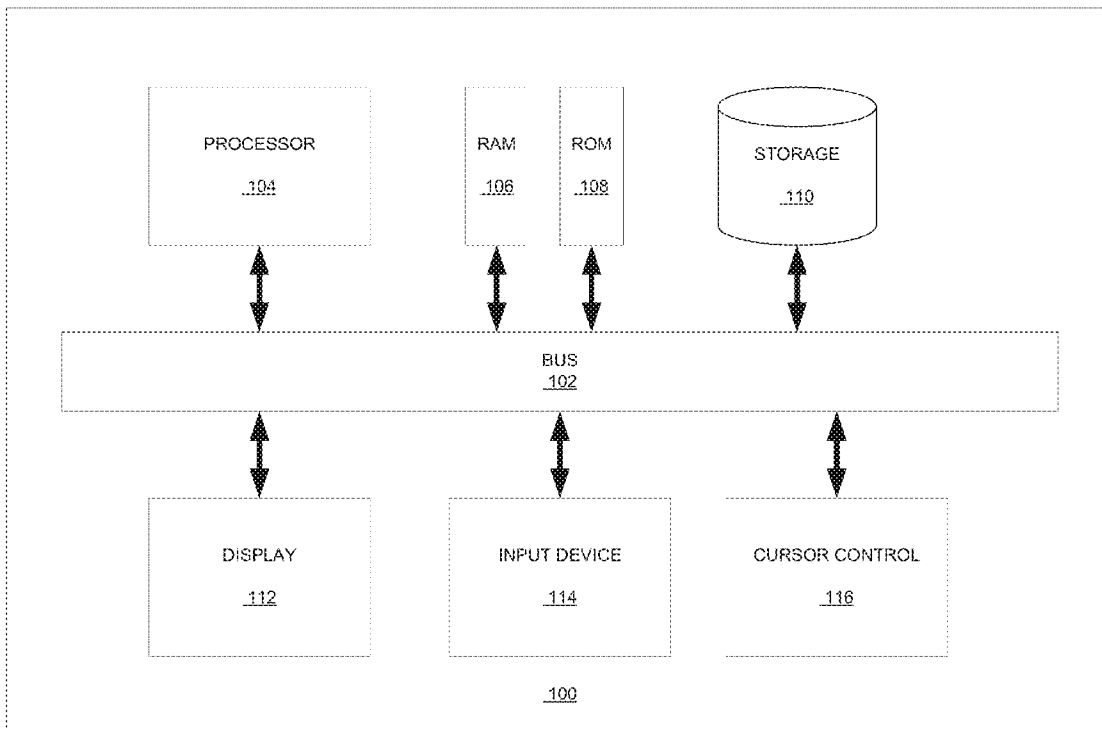 PROCESSOR
104
RAM
106
ROM
108
STORAGE
110
BUS
102
DISPLAY
112
INPUT DEVICE
114
CURSOR CONTROL
116
100